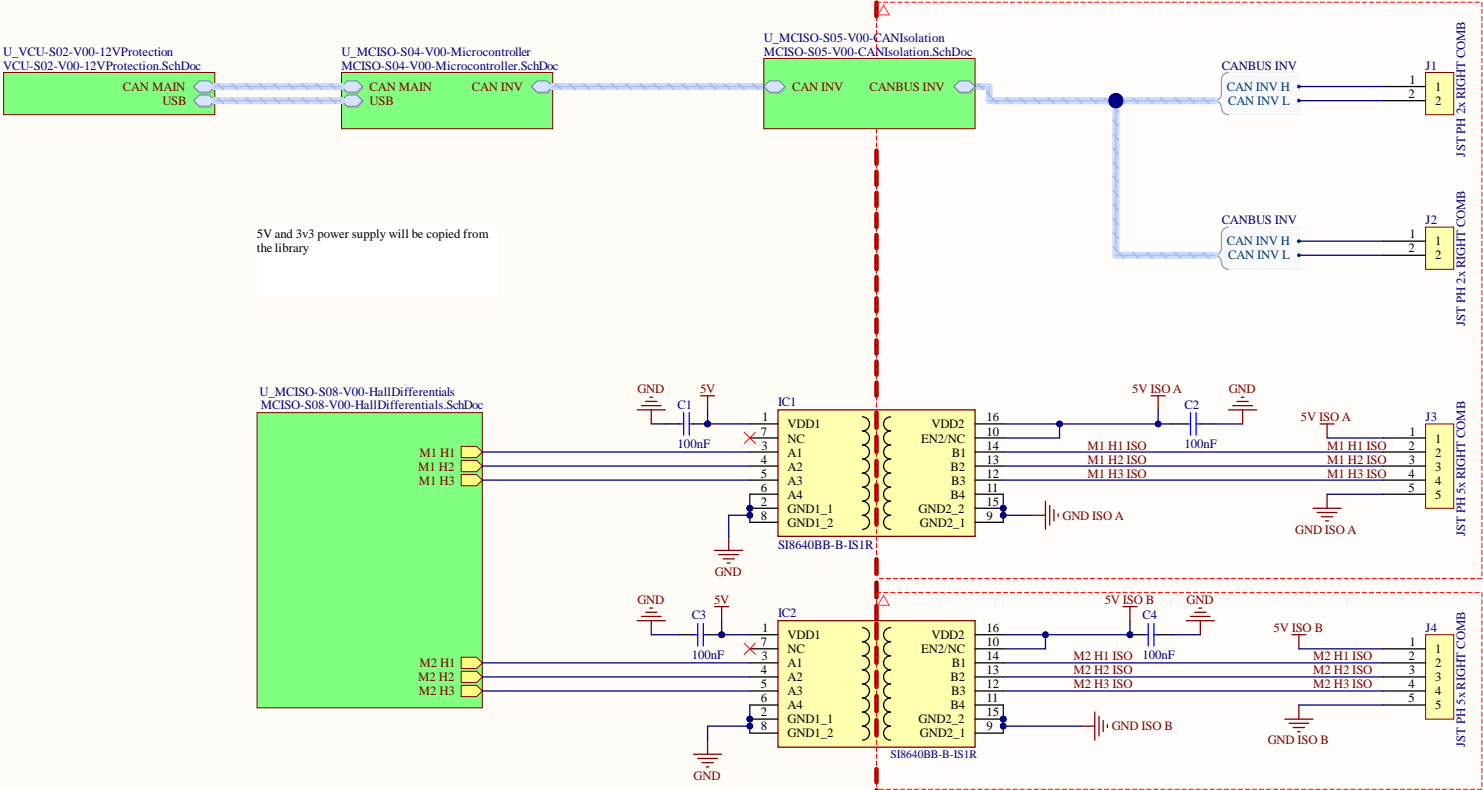 U_VCU-S02-V00-12VProtection
VCU-S02-V00-12VProtection.SchDoc
CAN MAIN
USB
U_MCISO-S04-V00-Microcontroller
MCISO-S04-V00-Microcontroller.SchDoc
CAN MAIN
CAN INV
USB
U_MCISO-S05-V00-CANIsolation
MCISO-S05-V00-CANIsolation.SchDoc
CAN INV
CANBUS INV
CANBUS INV
CAN INV H
CAN INV L
1
2
J1
1
2
JST PH 2x RIGHT COMB
CANBUS INV
CAN INV H
CAN INV L
1
2
J2
1
2
JST PH 2x RIGHT COMB
5V and 3v3 power supply will be copied from
the library
U_MCISO-S08-V00-HallDifferentials
MCISO-S08-V00-HallDifferentials.SchDoc
M1 H1
M1 H2
M1 H3
M2 H1
M2 H2
M2 H3
GND
C1
100nF
5V
IC1
1 VDD1
7 NC
3 A1
4 A2
5 A3
6 A4
2 GND1_1
8 GND1_2
VDD2 16
EN2/NC 10
B1 14
B2 13
B3 12
B4 11
GND2_2 15
GND2_1 9
SI8640BB-B-IS1R
GND
5V ISO A
C2
100nF
GND
M1 H1 ISO
M1 H2 ISO
M1 H3 ISO
GND ISO A
5V ISO A
M1 H1 ISO
M1 H2 ISO
M1 H3 ISO
GND ISO A
J3
1 1
2 2
3 3
4 4
5 5
JST PH 5x RIGHT COMB
GND
C3
100nF
5V
IC2
1 VDD1
7 NC
3 A1
4 A2
5 A3
6 A4
2 GND1_1
8 GND1_2
VDD2 16
EN2/NC 10
B1 14
B2 13
B3 12
B4 11
GND2_2 15
GND2_1 9
SI8640BB-B-IS1R
GND
5V ISO B
C4
100nF
GND
M2 H1 ISO
M2 H2 ISO
M2 H3 ISO
GND ISO B
5V ISO B
M2 H1 ISO
M2 H2 ISO
M2 H3 ISO
GND ISO B
J4
1 1
2 2
3 3
4 4
5 5
JST PH 5x RIGHT COMB